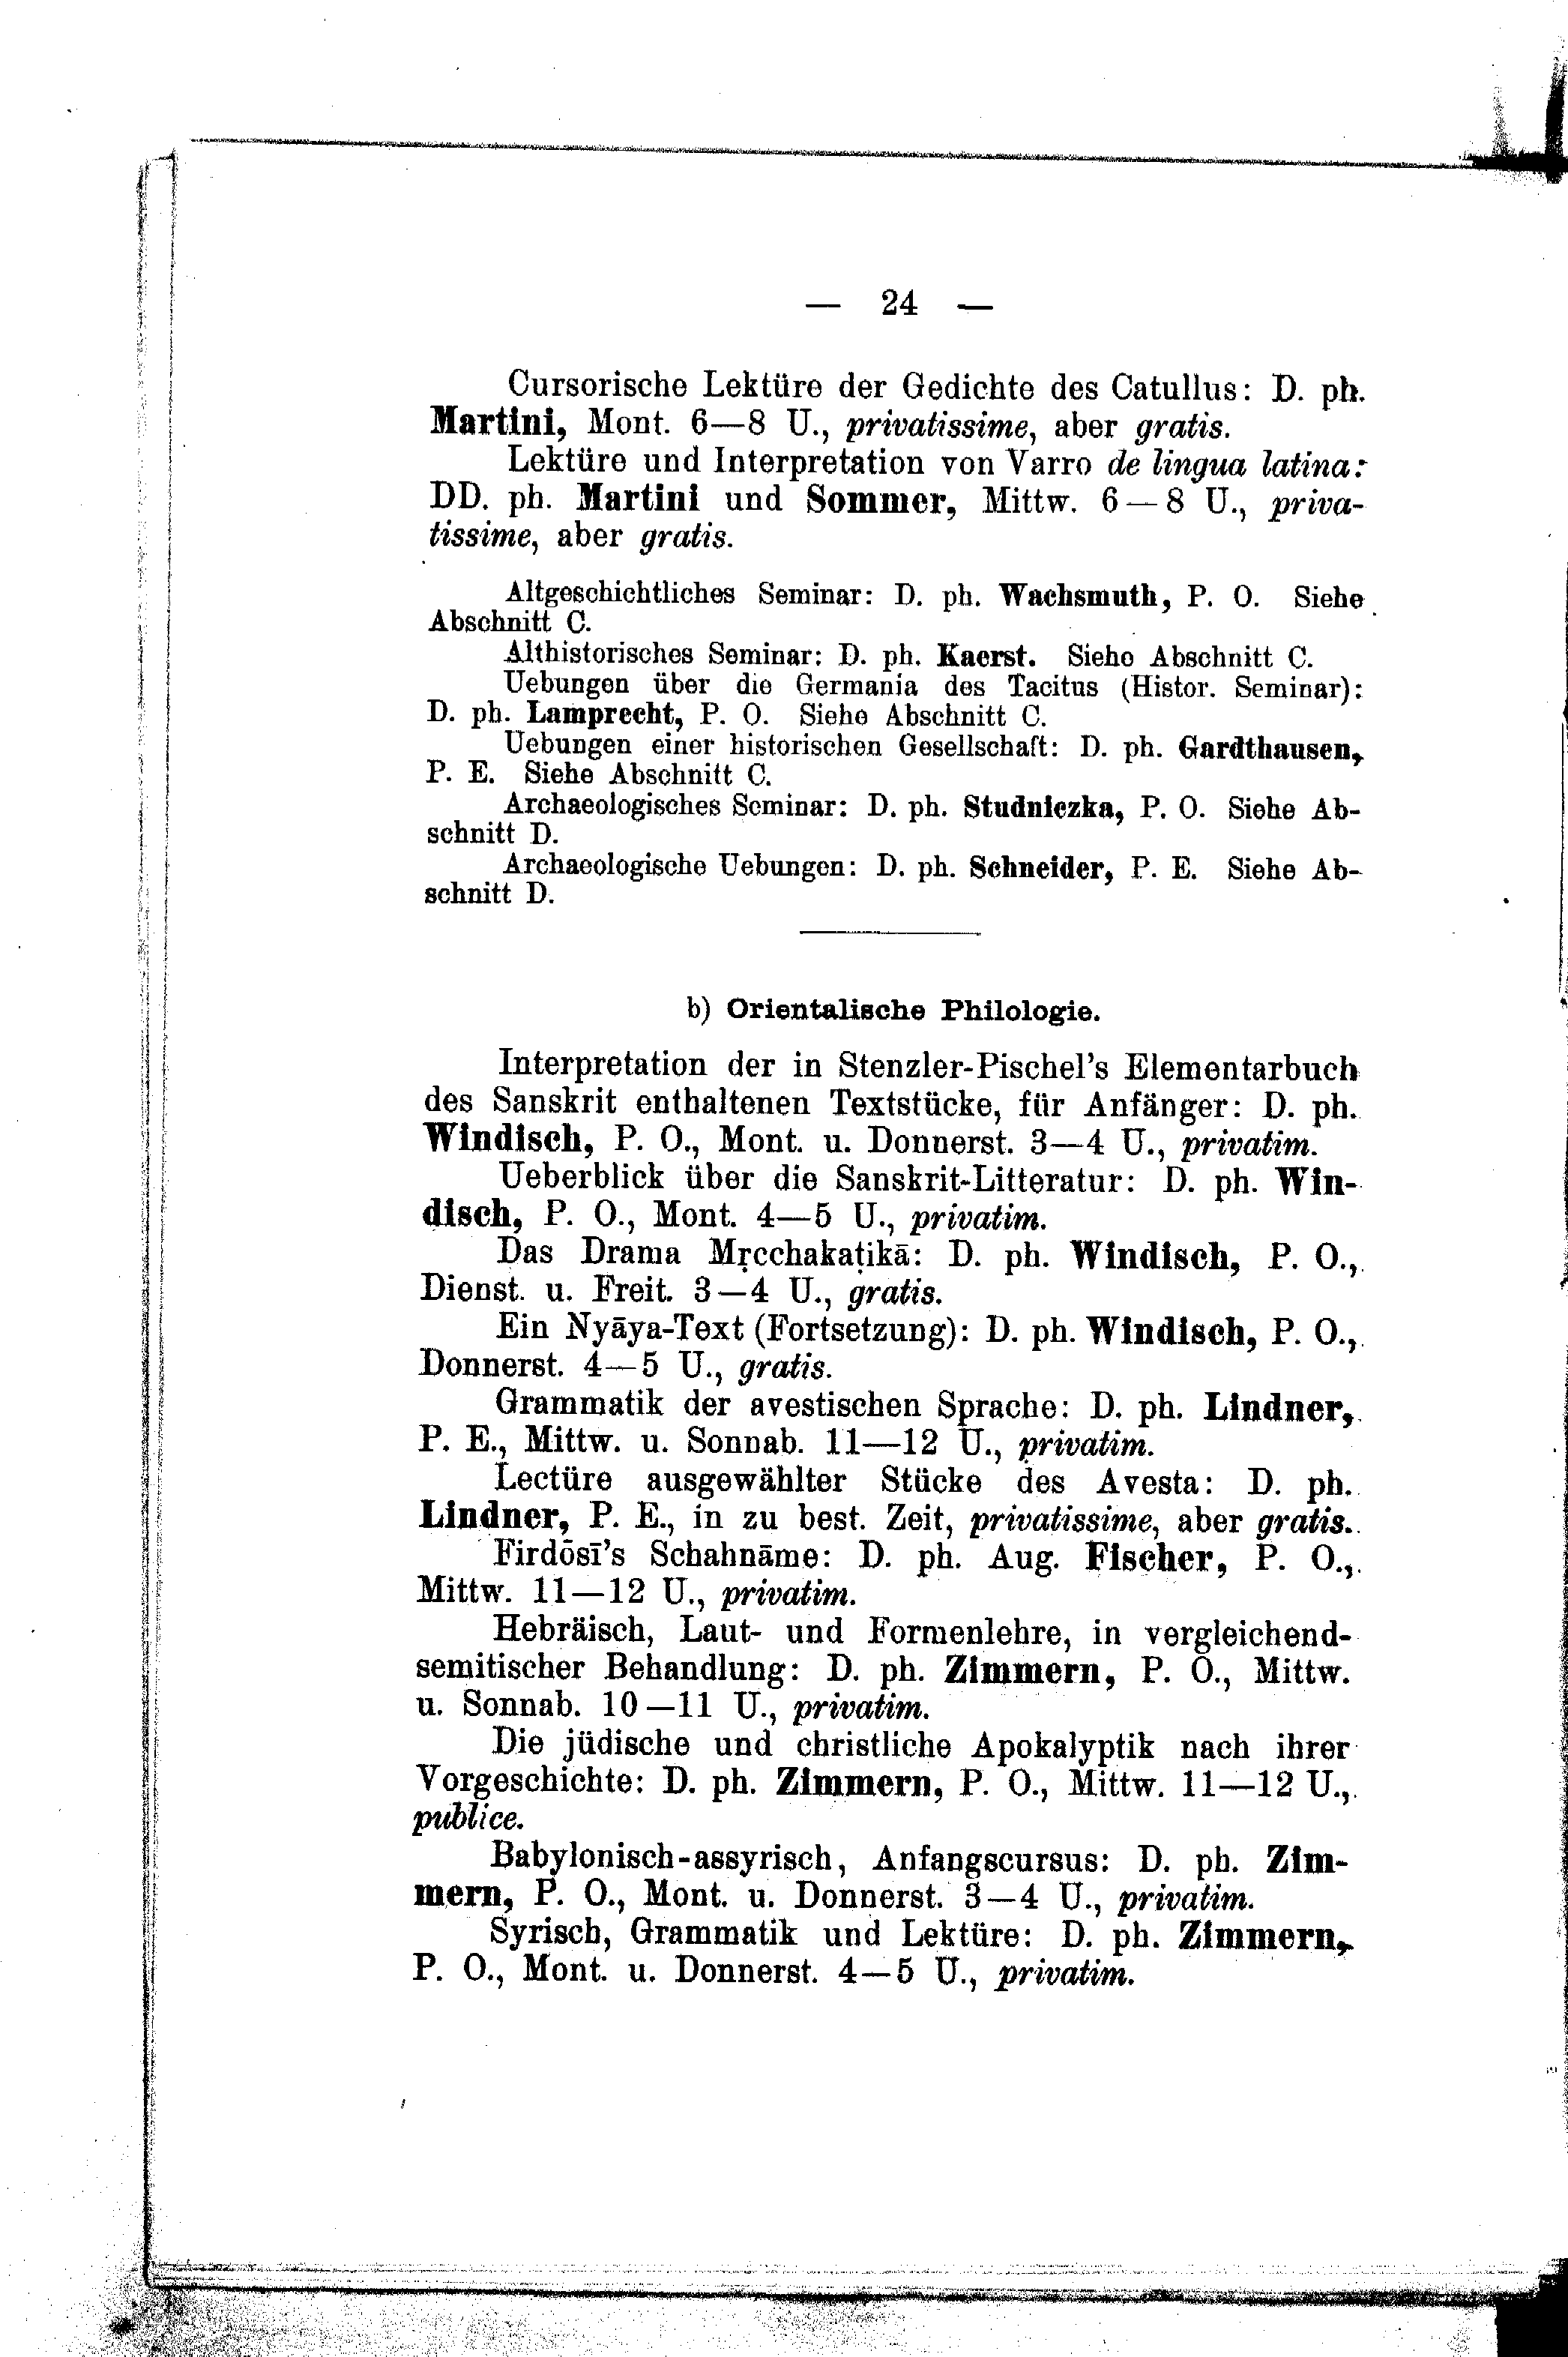 — 24 —
Cursorische Lektüre der Gedichte des Catullus: D. ph.
Martini, Mont. 6—8 U., privatissime, aber gratis.
Lektüre und Interpretation von Varro de lingua latina:
DD. ph. Martini und Sommer, Mittw. 6—8 U., priva-
tissime, aber gratis.
Altgeschichtliches Seminar: D. ph. Wachsmuth, P. O. Siehe
Abschnitt C.
Althistorisches Seminar: D. ph. Kaerst. Siehe Abschnitt C.
Uebungen über die Germania des Tacitus (Histor. Seminar):
D. ph. Lamprecht, P. O. Siehe Abschnitt C.
Uebungen einer historischen Gesellschaft: D. ph. Gardthausen,
P. E. Siehe Abschnitt C.
Archaeologisches Seminar: D. ph. Studniczka, P. O. Siehe Ab-
schnitt D.
Archaeologische Uebungen: D. ph. Schneider, P. E. Siehe Ab-
schnitt D.
b) Orientalische Philologie.
Interpretation der in Stenzler-Pischel's Elementarbuch
des Sanskrit enthaltenen Textstücke, für Anfänger: D. ph.
Windisch, P. O., Mont. u. Donnerst. 3—4 U., privatim.
Ueberblick über die Sanskrit-Litteratur: D. ph. Win-
disch, P. O., Mont. 4—5 U., privatim.
Das Drama Mṛcchakaṭikā: D. ph. Windisch, P. O.,
Dienst. u. Freit. 3—4 U., gratis.
Ein Nyāya-Text (Fortsetzung): D. ph. Windisch, P. O.,
Donnerst. 4—5 U., gratis.
Grammatik der avestischen Sprache: D. ph. Lindner,
P. E., Mittw. u. Sonnab. 11—12 U., privatim.
Lectüre ausgewählter Stücke des Avesta: D. ph.
Lindner, P. E., in zu best. Zeit, privatissime, aber gratis.
Firdōsī's Schahnāme: D. ph. Aug. Fischer, P. O.,
Mittw. 11—12 U., privatim.
Hebräisch, Laut- und Formenlehre, in vergleichend-
semitischer Behandlung: D. ph. Zimmern, P. O., Mittw.
u. Sonnab. 10—11 U., privatim.
Die jüdische und christliche Apokalyptik nach ihrer
Vorgeschichte: D. ph. Zimmern, P. O., Mittw. 11—12 U.,
publice.
Babylonisch-assyrisch, Anfangscursus: D. ph. Zim-
mern, P. O., Mont. u. Donnerst. 3—4 U., privatim.
Syrisch, Grammatik und Lektüre: D. ph. Zimmern,
P. O., Mont. u. Donnerst. 4—5 U., privatim.